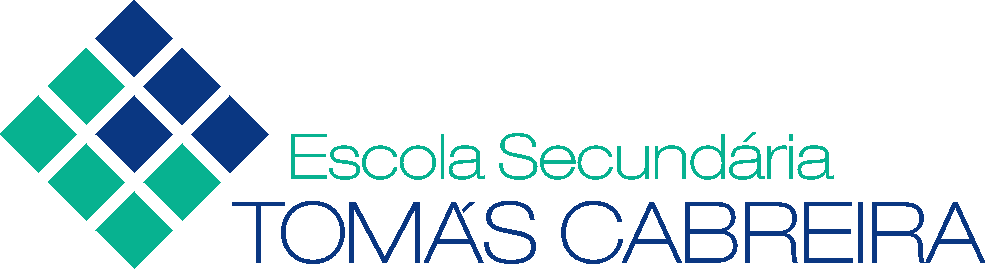 Escola Secundária
TOMÁS CABREIRA